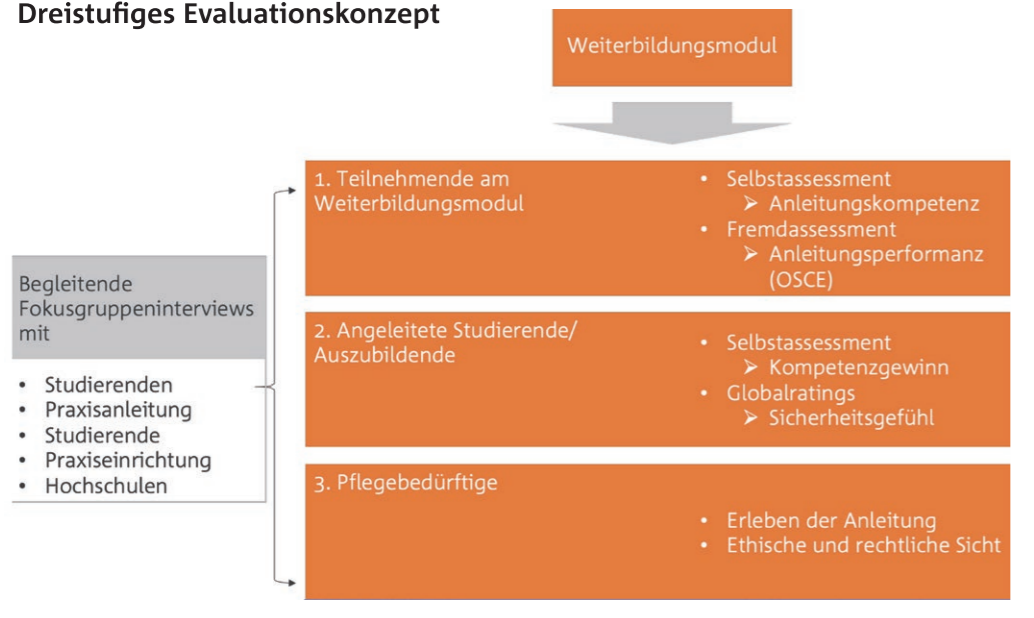 Dreistufiges Evaluationskonzept
Weiterbildungsmodul
Begleitende
Fokusgruppeninterviews
mit
• Studierenden
• Praxisanleitung
• Studierende
• Praxiseinrichtung
• Hochschulen
1. Teilnehmende am
Weiterbildungsmodul
• Selbstassessment
➢ Anleitungskompetenz
• Fremdassessment
➢ Anleitungsperformanz
(OSCE)
2. Angeleitete Studierende/
Auszubildende
• Selbstassessment
➢ Kompetenzgewinn
• Globalratings
➢ Sicherheitsgefühl
3. Pflegebedürftige
• Erleben der Anleitung
• Ethische und rechtliche Sicht